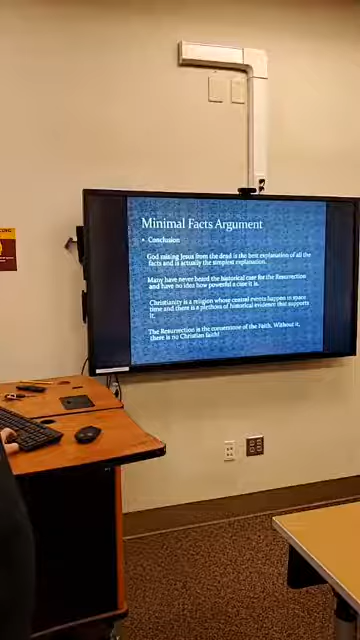 Minimal Facts Argument
• Conclusion
God raising Jesus from the dead is the best explanation of all the
facts and is actually the simplest explanation.
Many have never heard the historical case for the Resurrection
and have no idea how powerful a case it is.
Christianity is a religion whose central events happen in space
time and there is a plethora of historical evidence that supports
it.
The Resurrection is the cornerstone of the Faith. Without it,
there is no Christian faith!